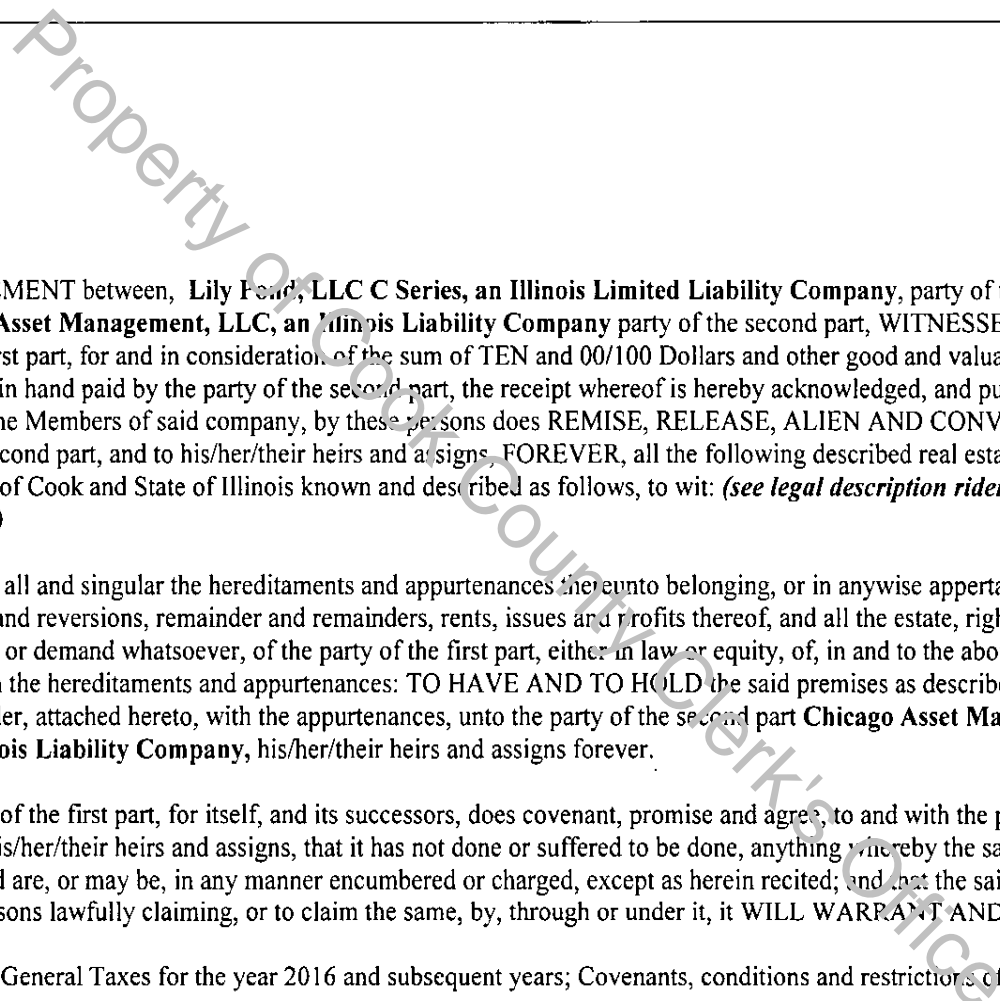 Property of Cook County Clerk's Office
MENT between, Lily Pond, LLC C Series, an Illinois Limited Liability Company, party of
Asset Management, LLC, an Illinois Liability Company party of the second part, WITNESSE
rst part, for and in consideration of the sum of TEN and 00/100 Dollars and other good and valua
in hand paid by the party of the second part, the receipt whereof is hereby acknowledged, and pu
ne Members of said company, by these persons does REMISE, RELEASE, ALIEN AND CONV
cond part, and to his/her/their heirs and assigns, FOREVER, all the following described real esta
of Cook and State of Illinois known and described as follows, to wit: (see legal description rider
)
all and singular the hereditaments and appurtenances thereunto belonging, or in anywise apperta
and reversions, remainder and remainders, rents, issues and profits thereof, and all the estate, righ
or demand whatsoever, of the party of the first part, either in law or equity, of, in and to the abo
the hereditaments and appurtenances: TO HAVE AND TO HOLD the said premises as describe
ler, attached hereto, with the appurtenances, unto the party of the second part Chicago Asset Ma
ois Liability Company, his/her/their heirs and assigns forever.
of the first part, for itself, and its successors, does covenant, promise and agree, to and with the p
is/her/their heirs and assigns, that it has not done or suffered to be done, anything whereby the sa
d are, or may be, in any manner encumbered or charged, except as herein recited; and that the sai
sons lawfully claiming, or to claim the same, by, through or under it, it WILL WARRANT AND
General Taxes for the year 2016 and subsequent years; Covenants, conditions and restrictions of